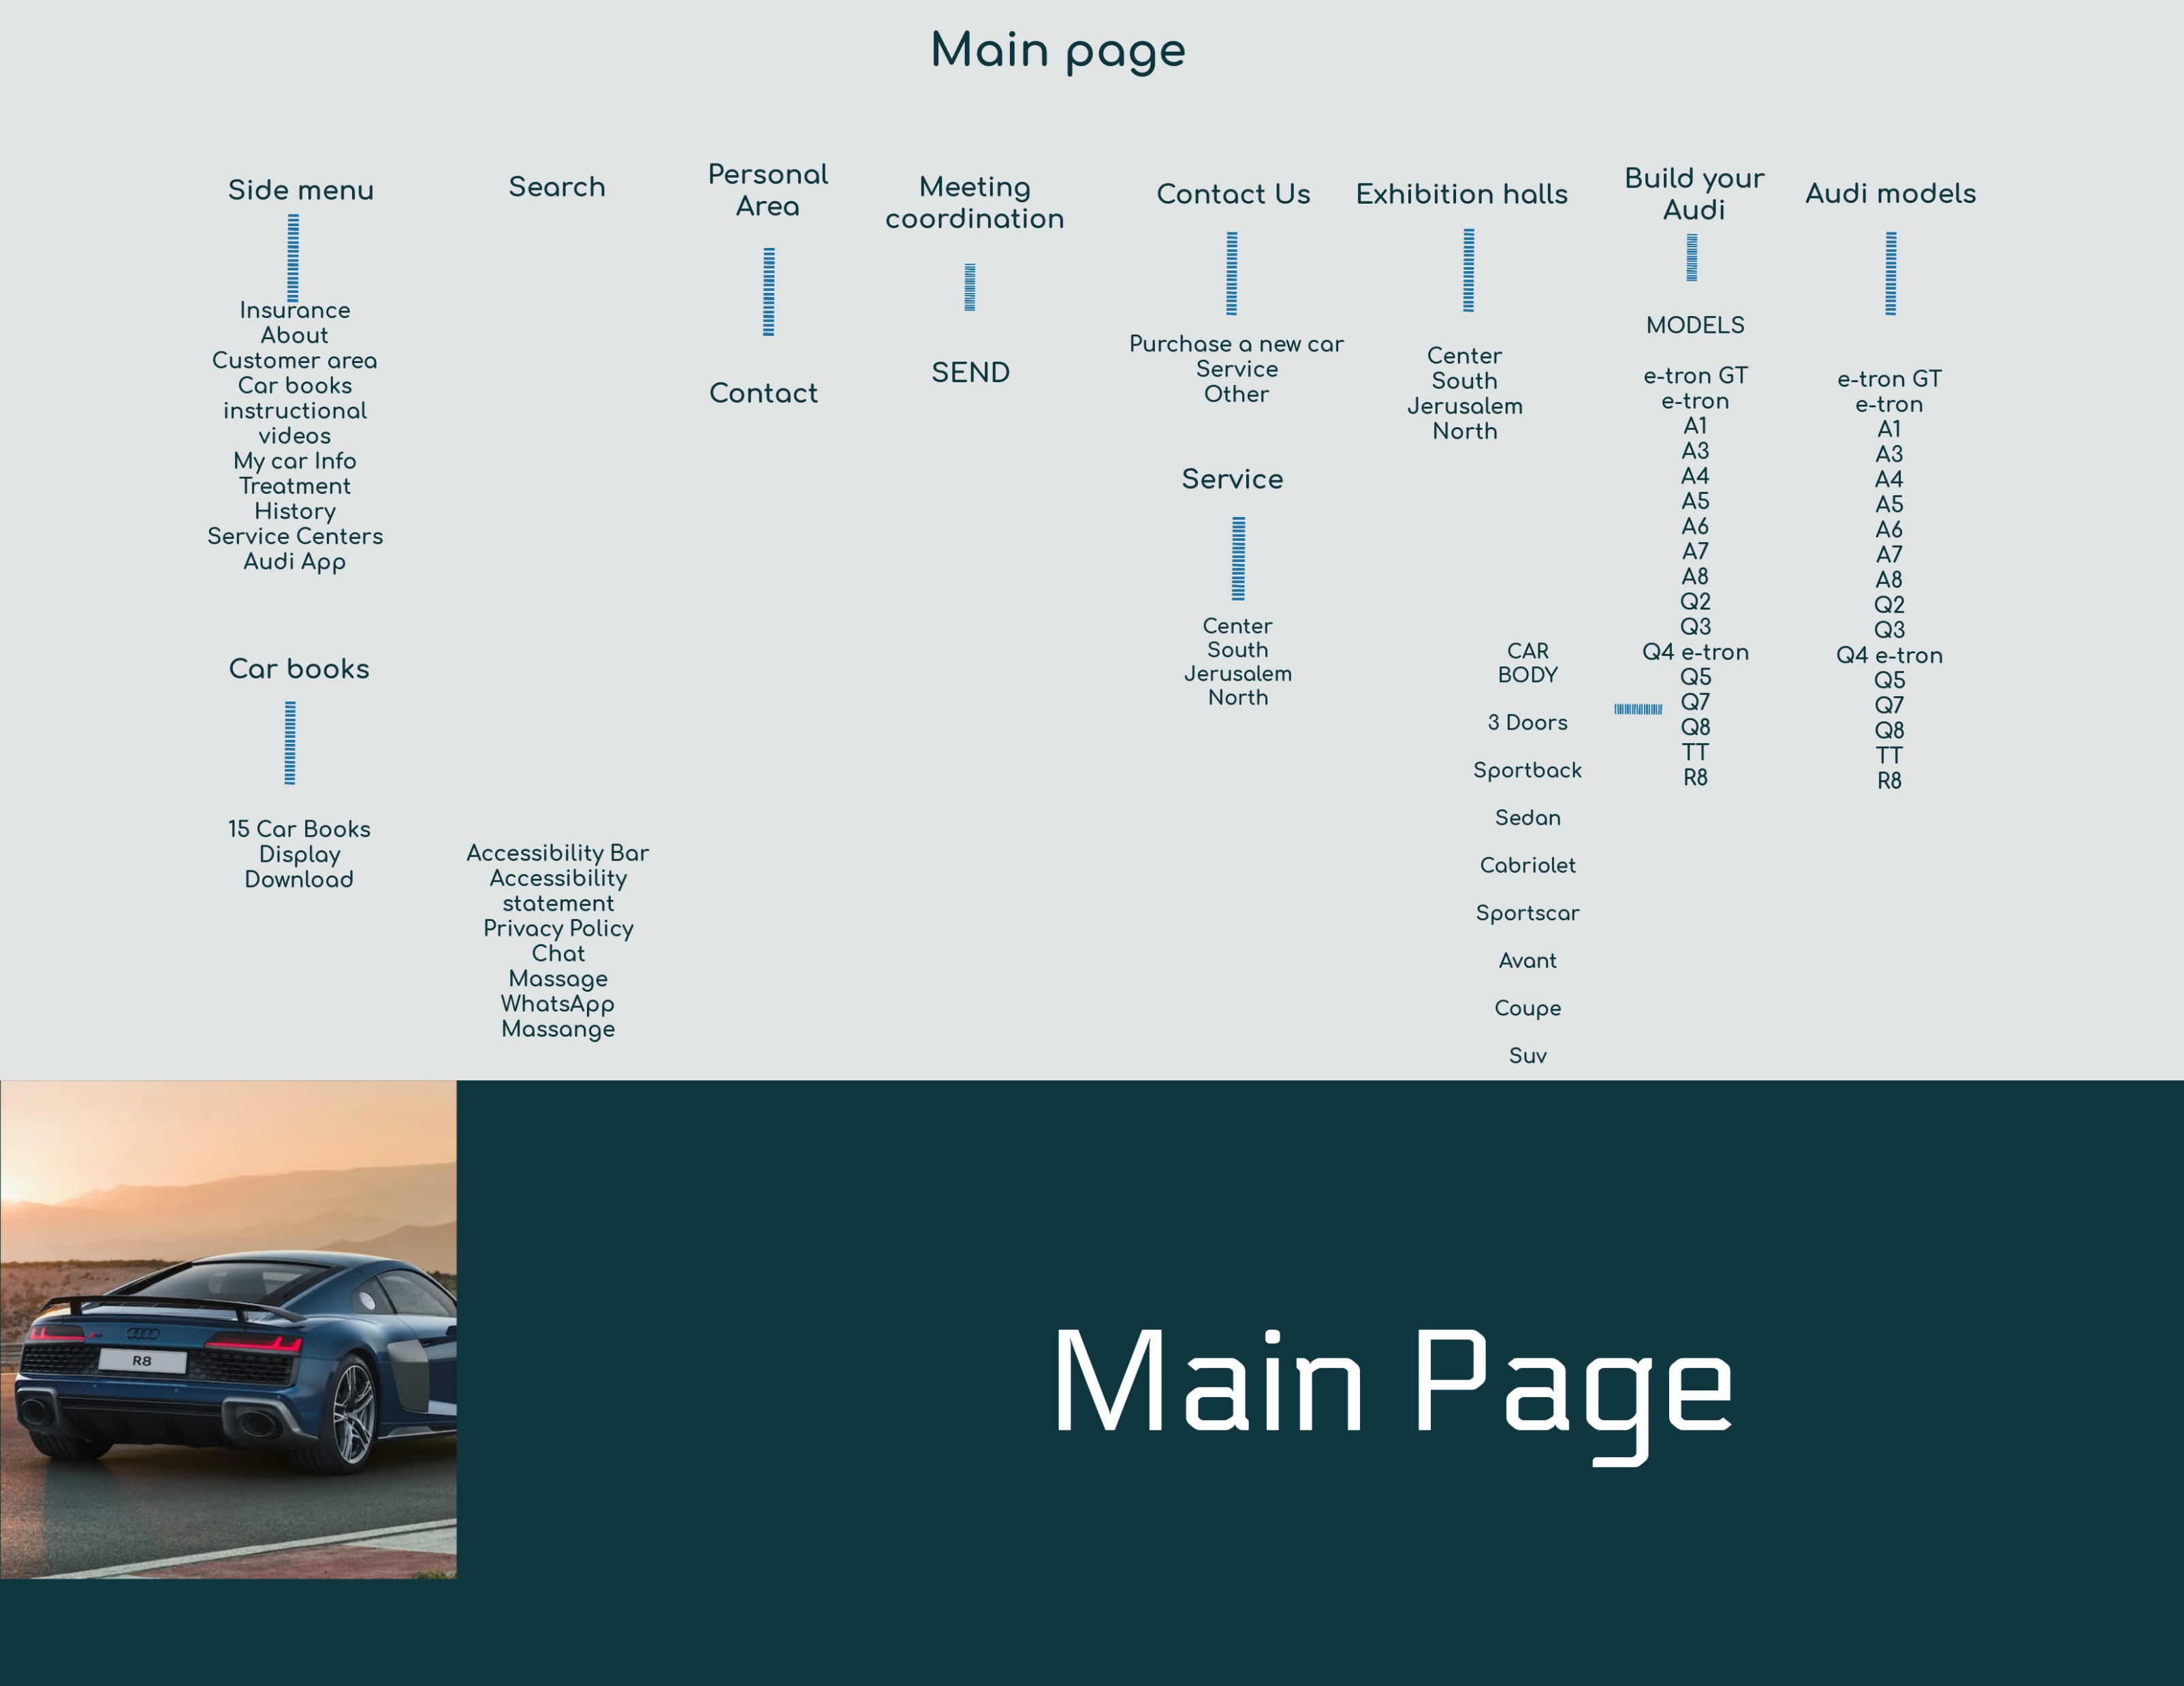 Main page
Side menu
Insurance
About
Customer area
Car books
instructional
videos
My car Info
Treatment
History
Service Centers
Audi App
Car books
15 Car Books
Display
Download
Search
Accessibility Bar
Accessibility
statement
Privacy Policy
Chat
Massage
WhatsApp
Massange
Personal
Area
Contact
Meeting
coordination
SEND
Contact Us
Purchase a new car
Service
Other
Service
Center
South
Jerusalem
North
Exhibition halls
Center
South
Jerusalem
North
Build your
Audi
MODELS
e-tron GT
e-tron
A1
A3
A4
A5
A6
A7
A8
Q2
Q3
Q4 e-tron
Q5
Q7
Q8
TT
R8
CAR
BODY
3 Doors
Sportback
Sedan
Cabriolet
Sportscar
Avant
Coupe
Suv
Audi models
e-tron GT
e-tron
A1
A3
A4
A5
A6
A7
A8
Q2
Q3
Q4 e-tron
Q5
Q7
Q8
TT
R8
R8
Main Page